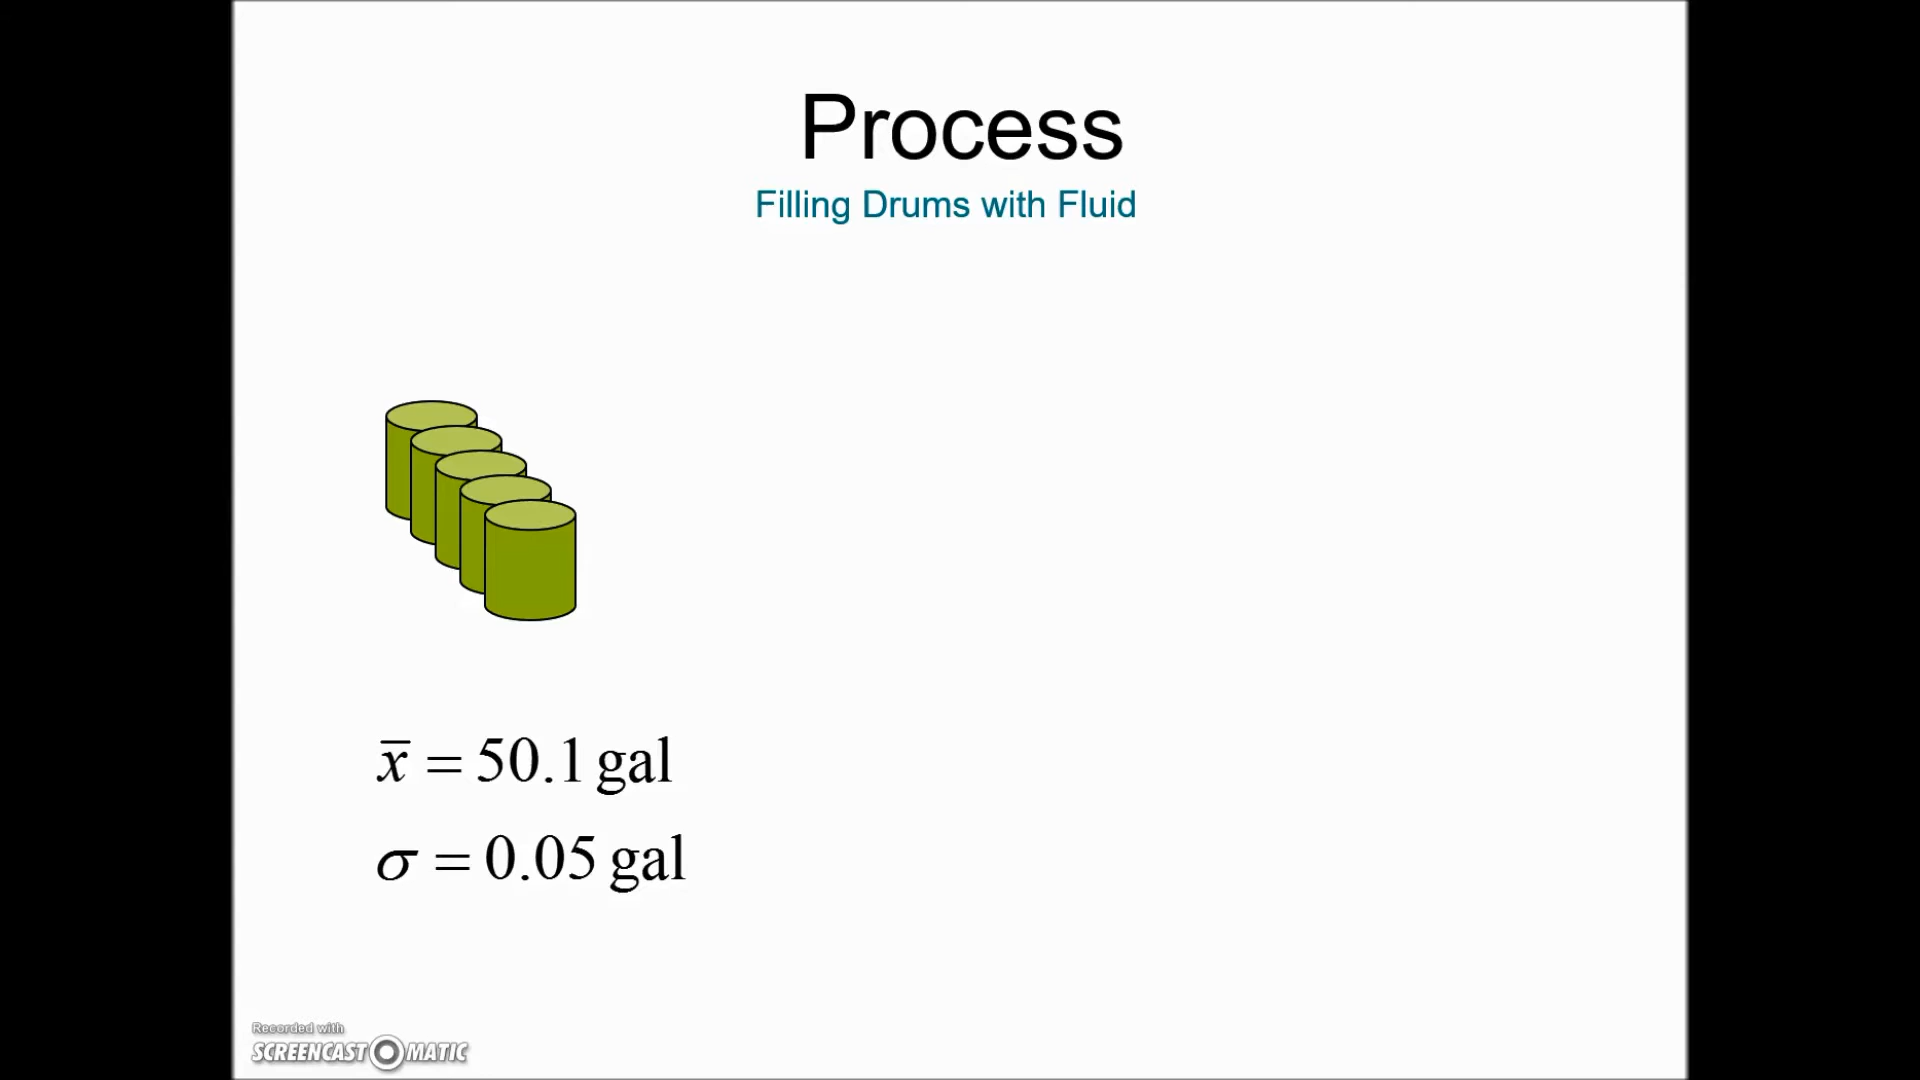 Process
Filling Drums with Fluid
x̄ = 50.1 gal
σ = 0.05 gal
Recorded with
SCREENCAST-O-MATIC